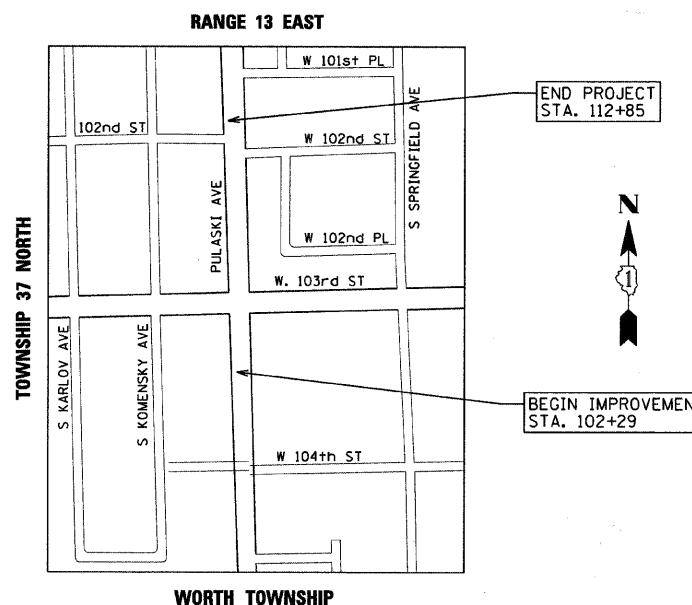 RANGE 13 EAST
W 101st PL
END PROJECT
STA. 112+85
102nd ST
W 102nd ST
S SPRINGFIELD AVE
PULASKI AVE
N
W 102nd PL
1
TOWNSHIP 37 NORTH
W. 103rd ST
S KARLOV AVE
S KOMENSKY AVE
BEGIN IMPROVEMEN
STA. 102+29
W 104th ST
WORTH TOWNSHIP